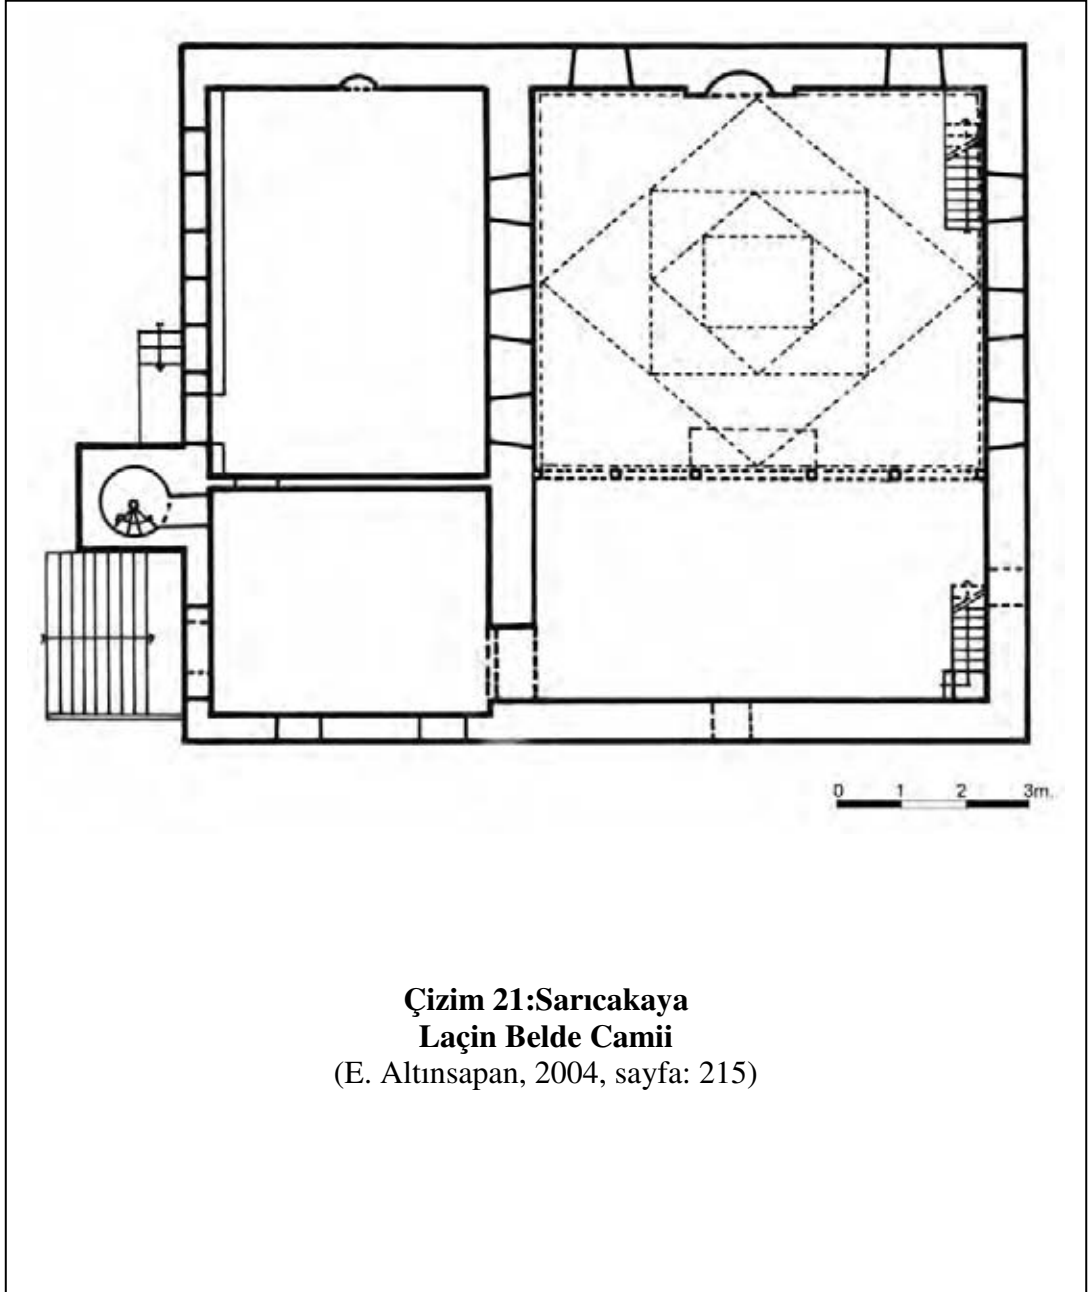 0 1 2 3m.
Çizim 21:Sarıcakaya
Laçin Belde Camii
(E. Altınsapan, 2004, sayfa: 215)